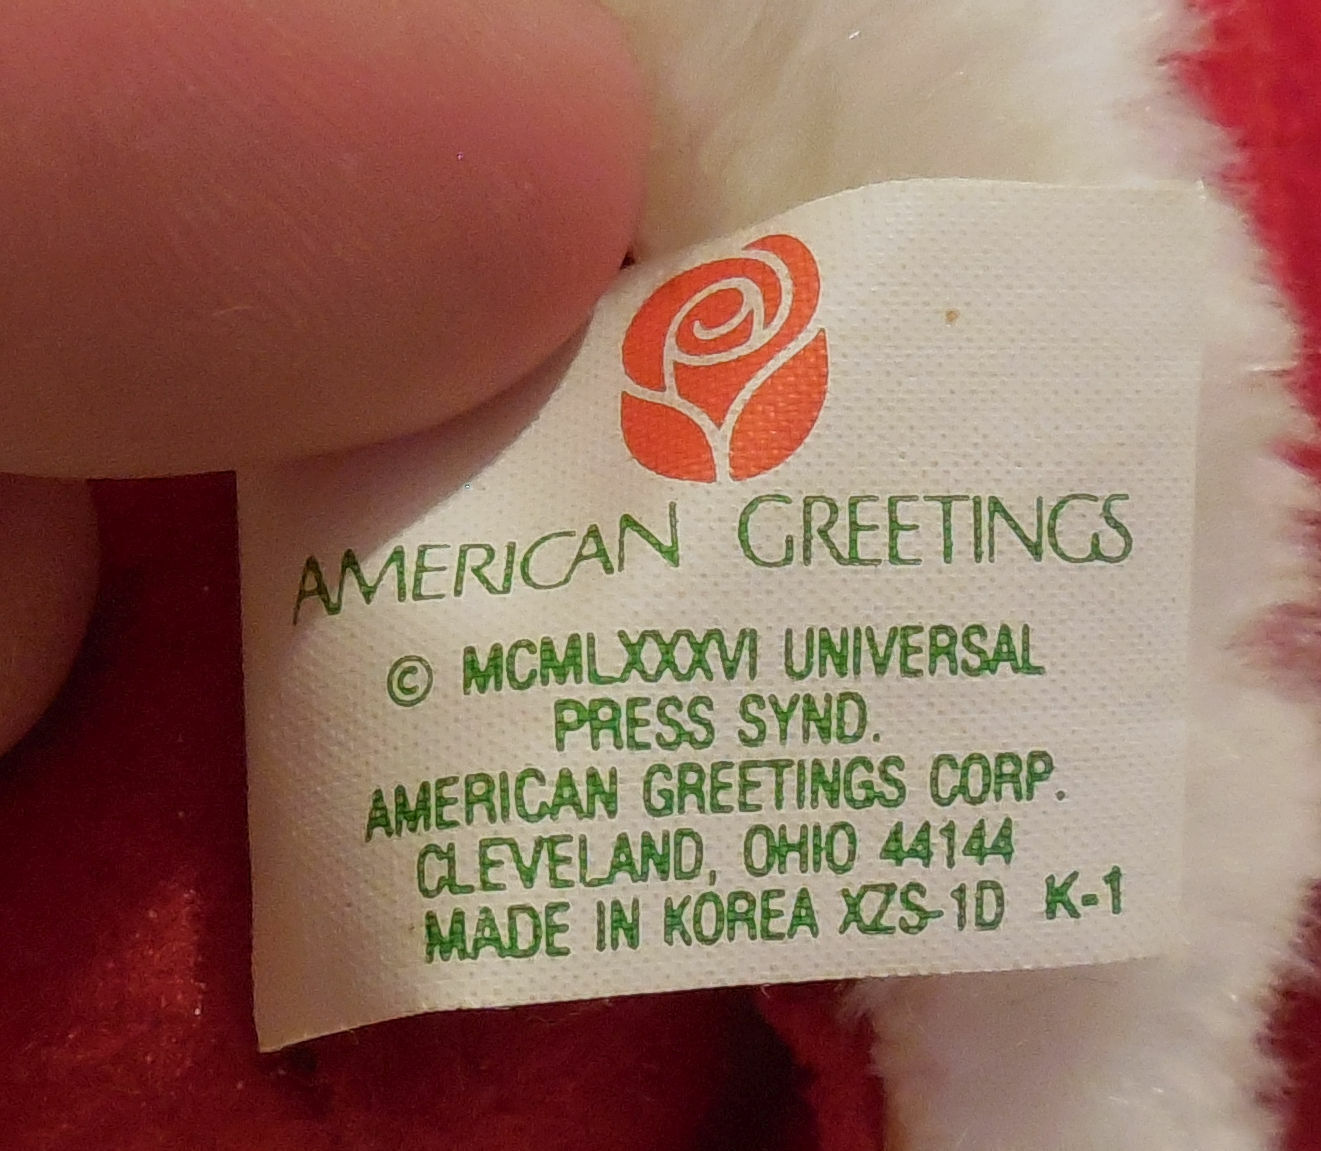 AMERICAN GREETINGS
© MCMLXXXVI UNIVERSAL
PRESS SYND.
AMERICAN GREETINGS CORP.
CLEVELAND, OHIO 44144
MADE IN KOREA XZS-1D K-1